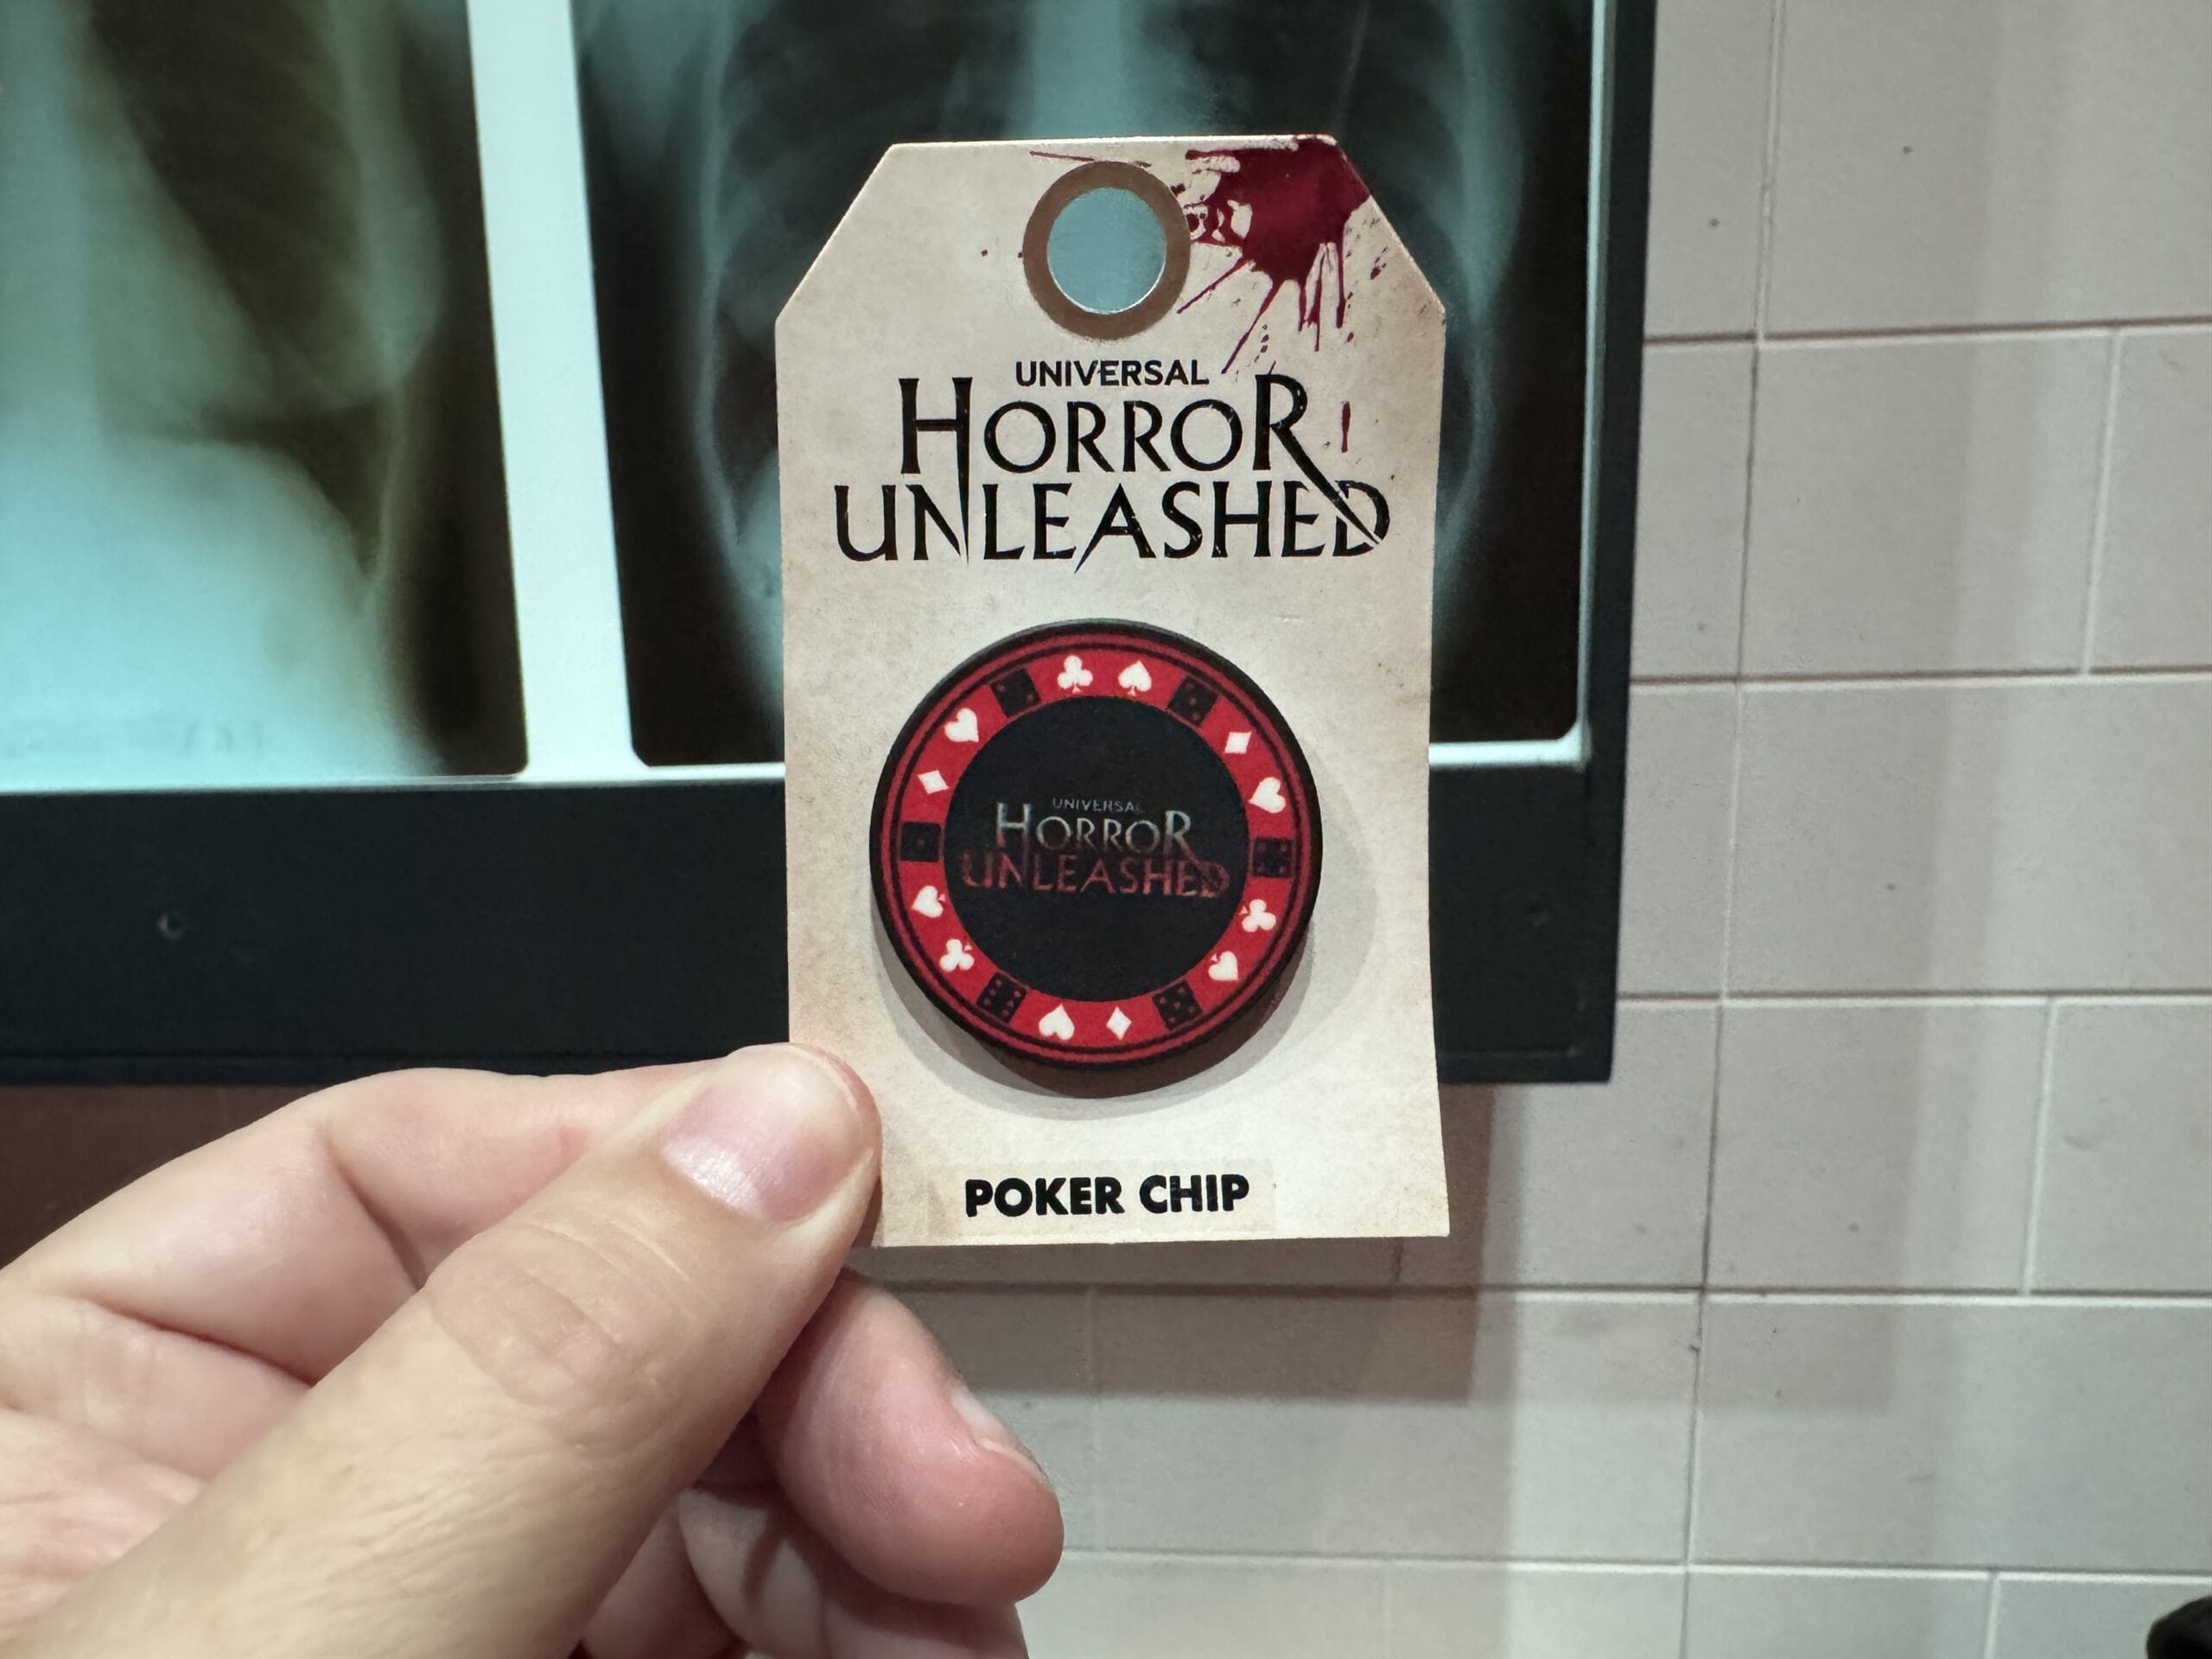 UNIVERSAL
HORROR
UNLEASHED
UNIVERSAL
HORROR
UNLEASHED
POKER CHIP